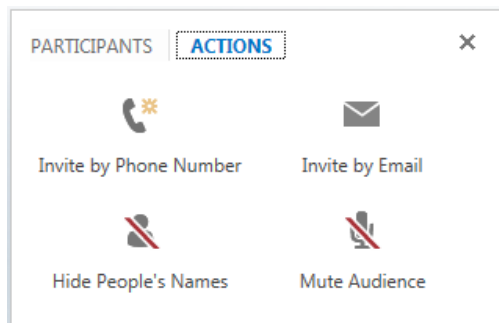 PARTICIPANTS ACTIONS
Invite by Phone Number Invite by Email
Hide People's Names Mute Audience